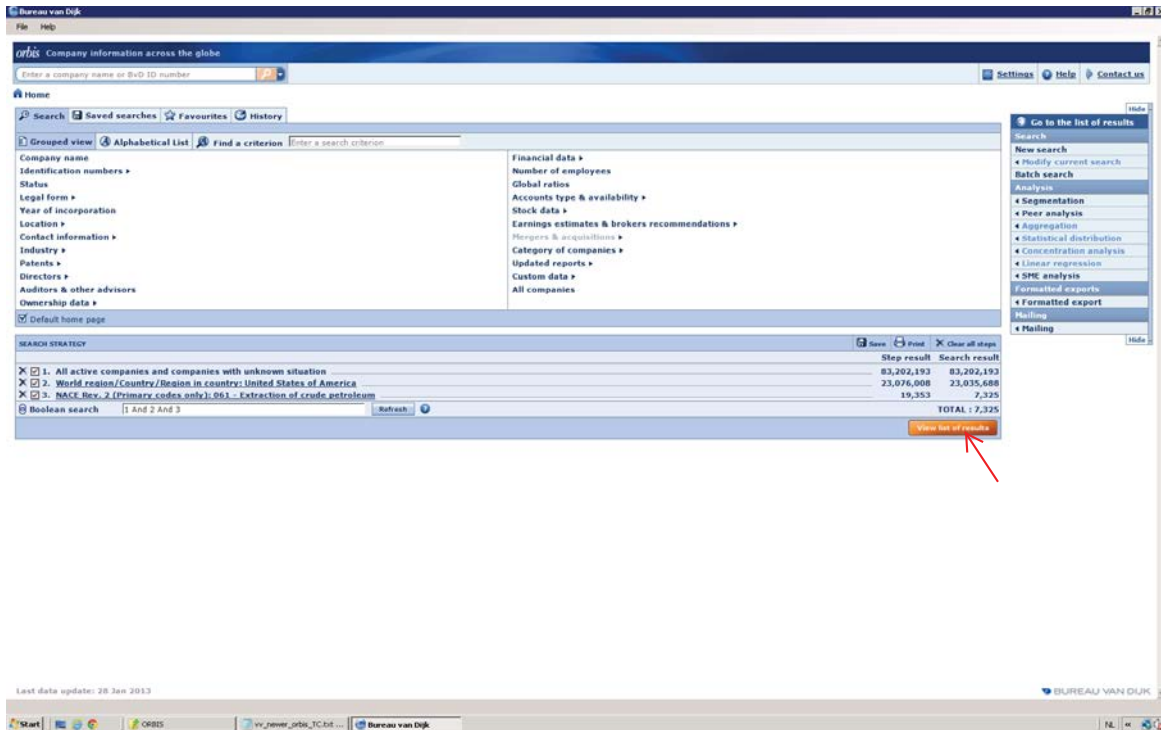 Bureau van Dijk
File Help
orbis Company information across the globe
Enter a company name or BvD ID number
Settings Help Contact us
Home
Hide
Search Saved searches Favourites History
Go to the list of results
Grouped view Alphabetical List Find a criterion Enter a search criterion
Company name
Identification numbers
Status
Legal form
Year of incorporation
Location
Contact information
Industry
Patents
Directors
Auditors & other advisors
Ownership data
Financial data
Number of employees
Global ratios
Accounts type & availability
Stock data
Earnings estimates & brokers recommendations
Mergers & acquisitions
Category of companies
Updated reports
Custom data
All companies
Default home page
Search
New search
Modify current search
Batch search
Analysis
Segmentation
Peer analysis
Aggregation
Statistical distribution
Concentration analysis
Linear regression
SME analysis
Formatted exports
Formatted export
Mailing
Mailing
Hide
SEARCH STRATEGY Save Print Clear all steps
Step result Search result
1. All active companies and companies with unknown situation 83,202,193 83,202,193
2. World region/Country/Region in country: United States of America 23,076,008 23,035,688
3. NACE Rev. 2 (Primary codes only): 061 - Extraction of crude petroleum 19,353 7,325
Boolean search 1 And 2 And 3 Refresh TOTAL : 7,325
View list of results
Last data update: 28 Jan 2013
BUREAU VAN DIJK
Start ORBIS vv_newer_orbis_TC.txt ... Bureau van Dijk NL «